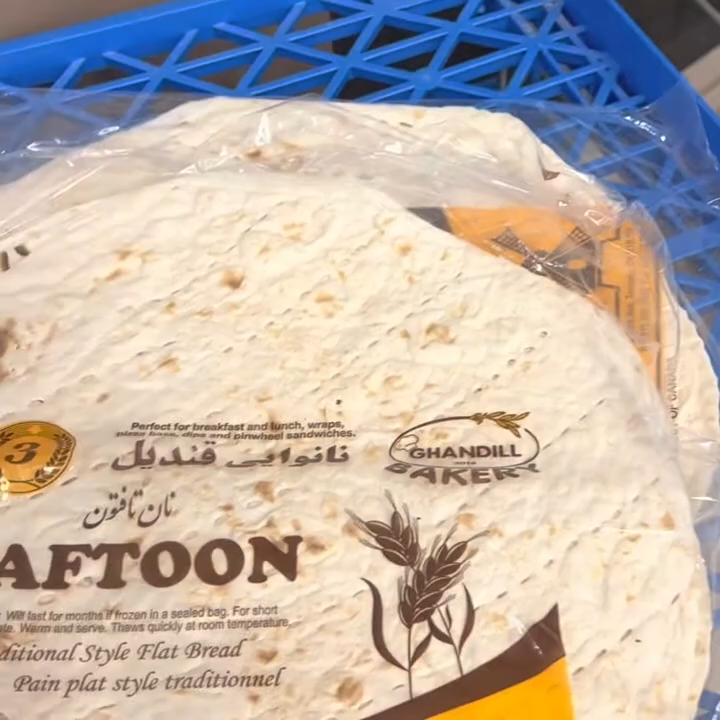 Perfect for breakfast and lunch, wraps,
pizza base, dips and pinwheel sandwiches.
3
نانوایی قندیل
GHANDILL
BAKERY
نان تافتون
AFTOON
Will last for months if frozen in a sealed bag. For short
Warm and serve. Thaws quickly at room temperature.
ditional Style Flat Bread
Pain plat style traditionnel
OF CANADA